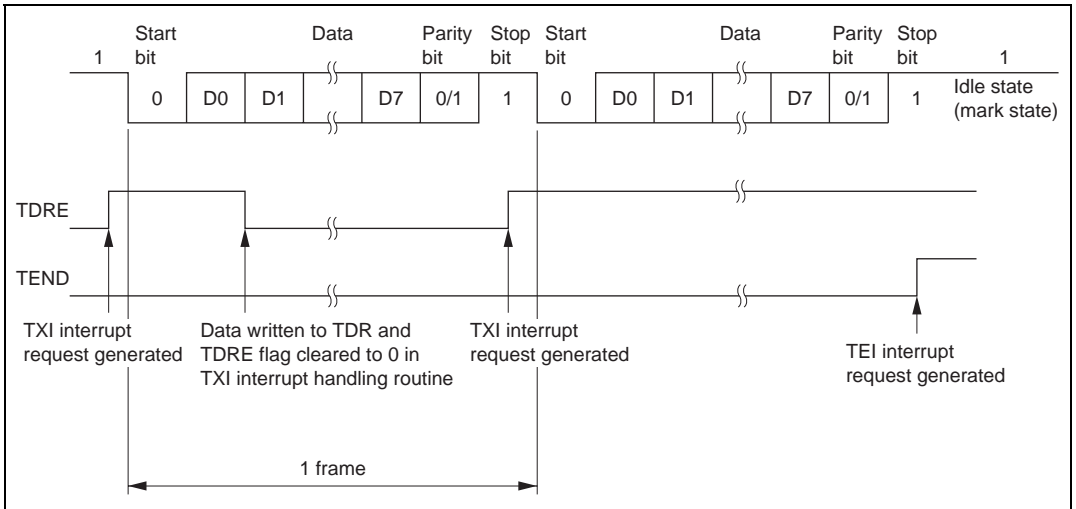 Start Data Parity Stop Start Data Parity Stop
1 bit bit bit bit bit bit 1
0 D0 D1 D7 0/1 1 0 D0 D1 D7 0/1 1 Idle state
(mark state)
TDRE
TEND
TXI interrupt
request generated
Data written to TDR and
TDRE flag cleared to 0 in
TXI interrupt handling routine
TXI interrupt
request generated
TEI interrupt
request generated
1 frame